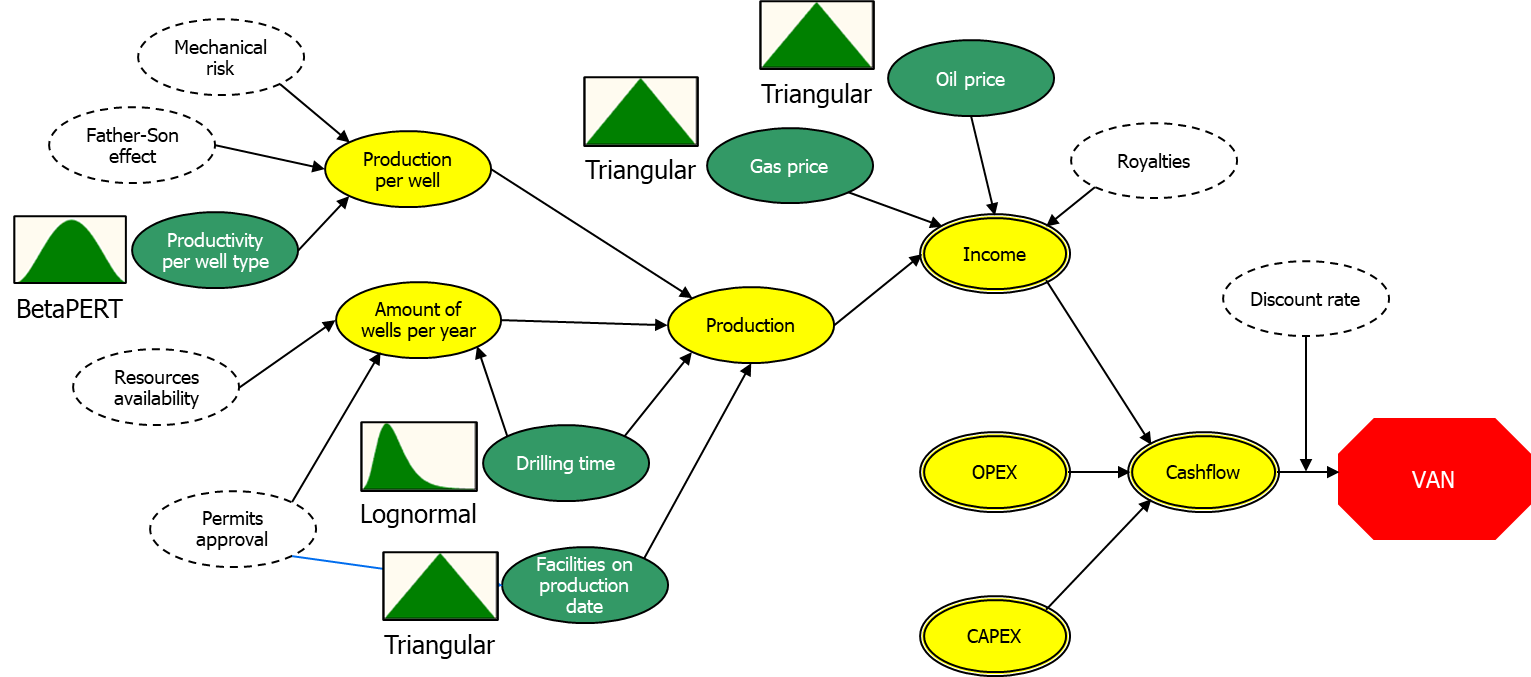 Mechanical
risk
Father-Son
effect
Production
per well
Productivity
per well type
BetaPERT
Triangular
Oil price
Triangular
Gas price
Royalties
Income
Amount of
wells per year
Production
Discount rate
Resources
availability
Drilling time
Lognormal
OPEX
Cashflow
VAN
Permits
approval
Facilities on
production
date
Triangular
CAPEX